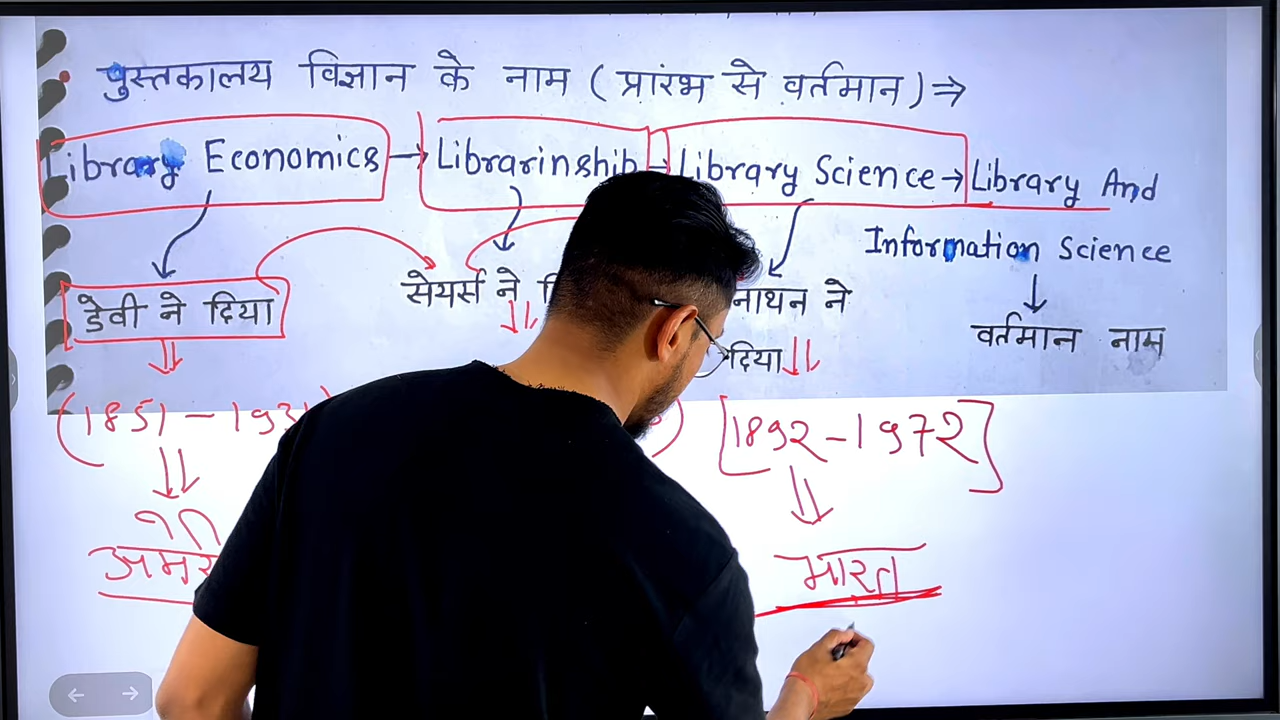 पुस्तकालय विज्ञान के नाम ( प्रारंभ से वर्तमान ) ⇒
Library Economics → Librarinship → Library Science → Library And
Information Science
डेवी ने दिया
सेयर्स ने
नाथन ने
दिया
वर्तमान नाम
(1851 - 193
[1892 - 1972]
भारत